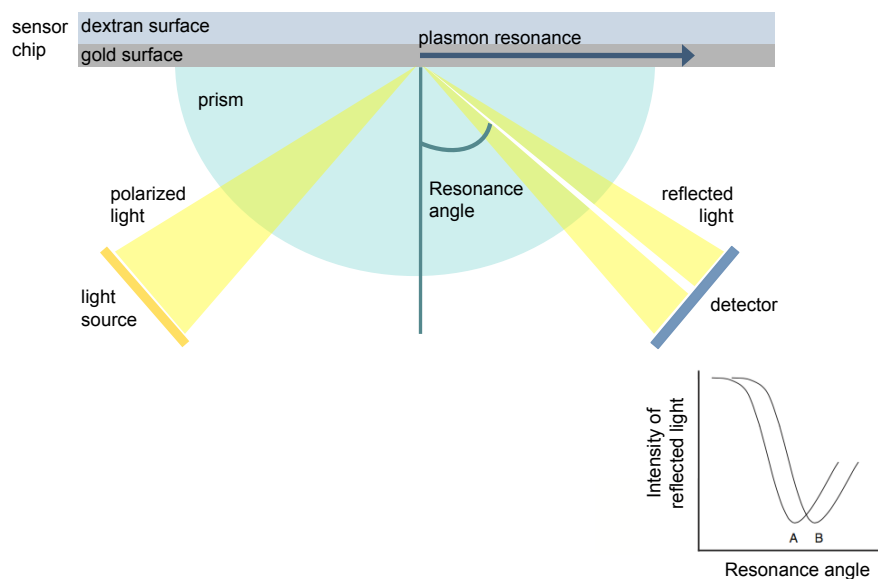 sensor
chip
dextran surface
gold surface
plasmon resonance
prism
polarized
light
Resonance
angle
reflected
light
light
source
detector
Intensity of
reflected light
A B
Resonance angle